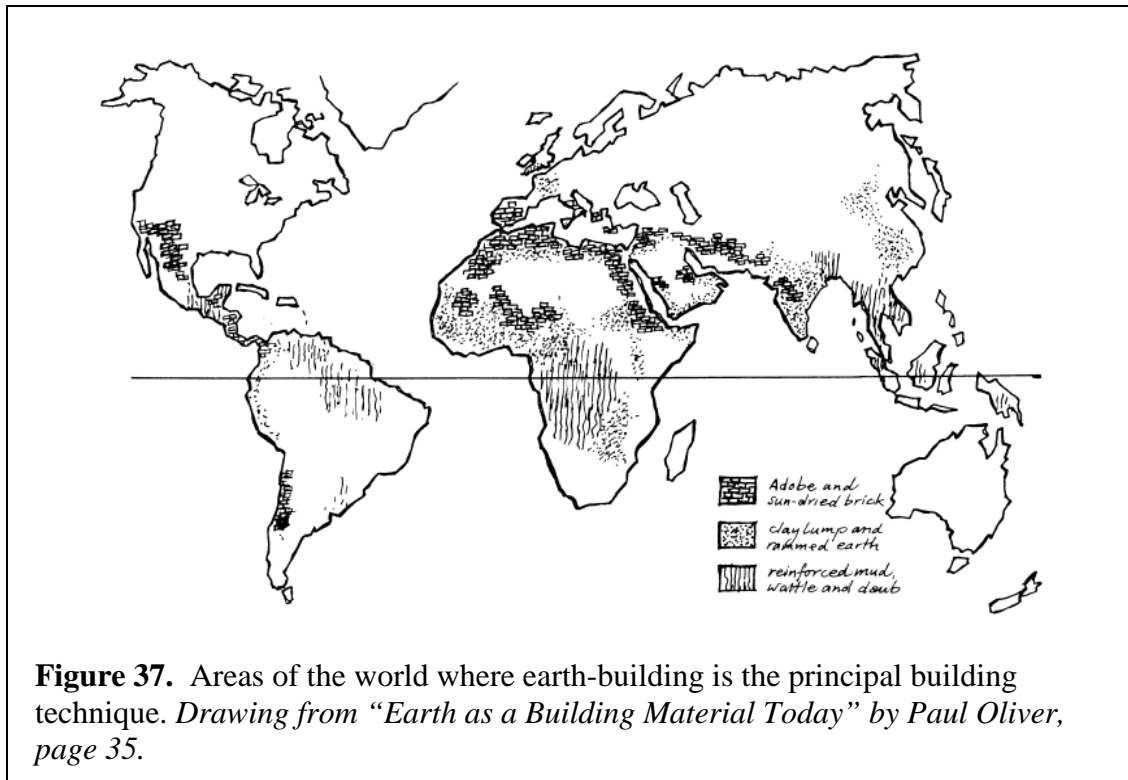 Adobe and
sun-dried brick
clay lump and
rammed earth
reinforced mud,
wattle and doub
Figure 37. Areas of the world where earth-building is the principal building
technique. Drawing from “Earth as a Building Material Today” by Paul Oliver,
page 35.